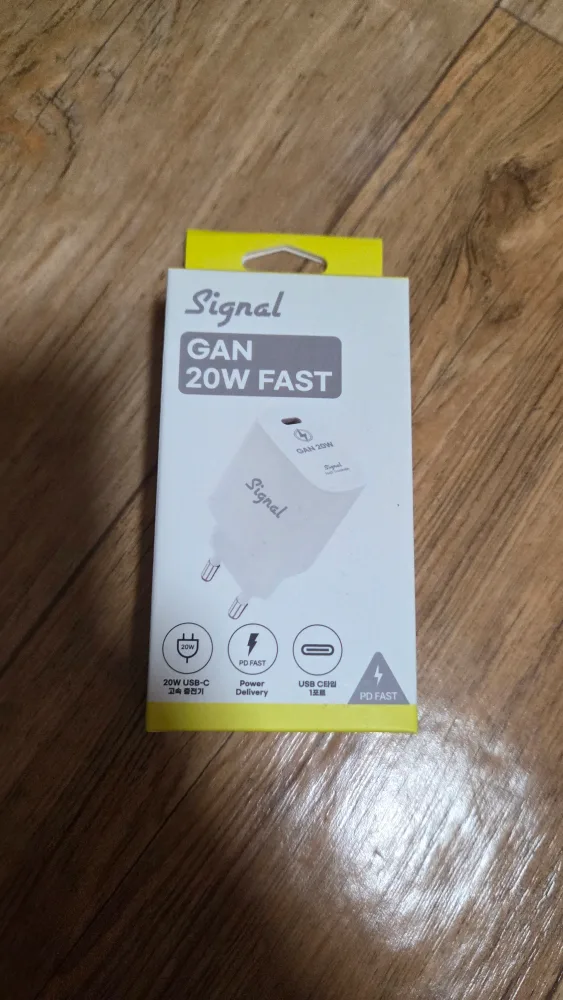 Signal
GAN
20W FAST
GAN 20W
Signal
Signal
20W
PD FAST
20W USB-C
고속 충전기
Power
Delivery
USB C타입
1포트
PD FAST